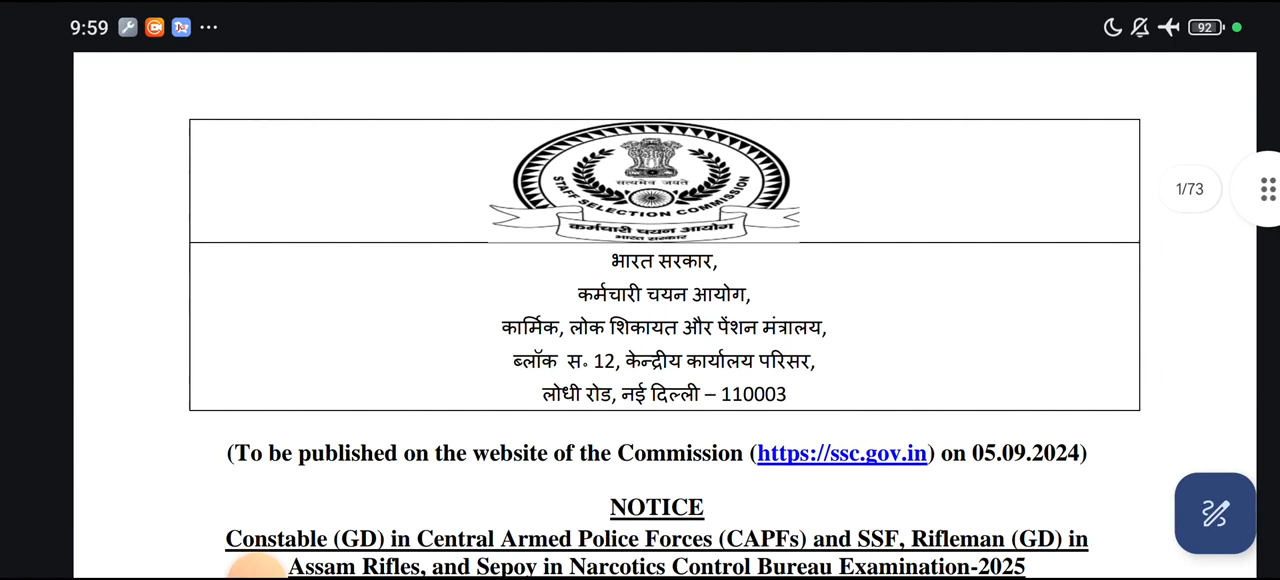 9:59
92
1/73
सत्यमेव जयते
STAFF SELECTION COMMISSION
कर्मचारी चयन आयोग
भारत सरकार
भारत सरकार,
कर्मचारी चयन आयोग,
कार्मिक, लोक शिकायत और पेंशन मंत्रालय,
ब्लॉक स॰ 12, केन्द्रीय कार्यालय परिसर,
लोधी रोड, नई दिल्ली – 110003
(To be published on the website of the Commission (https://ssc.gov.in) on 05.09.2024)
NOTICE
Constable (GD) in Central Armed Police Forces (CAPFs) and SSF, Rifleman (GD) in
Assam Rifles, and Sepoy in Narcotics Control Bureau Examination-2025